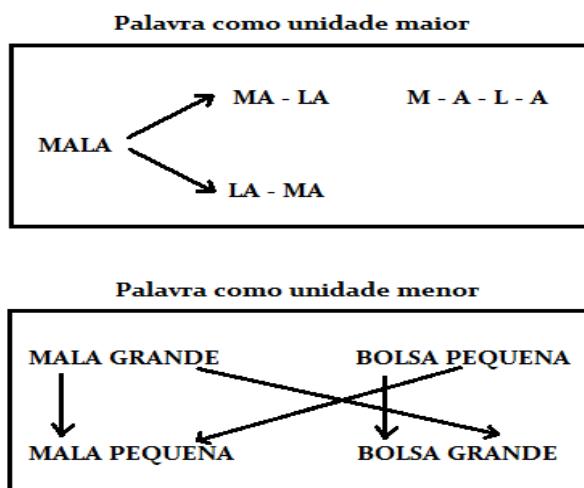 Palavra como unidade maior
MA - LA M - A - L - A
MALA
LA - MA
Palavra como unidade menor
MALA GRANDE BOLSA PEQUENA
MALA PEQUENA BOLSA GRANDE